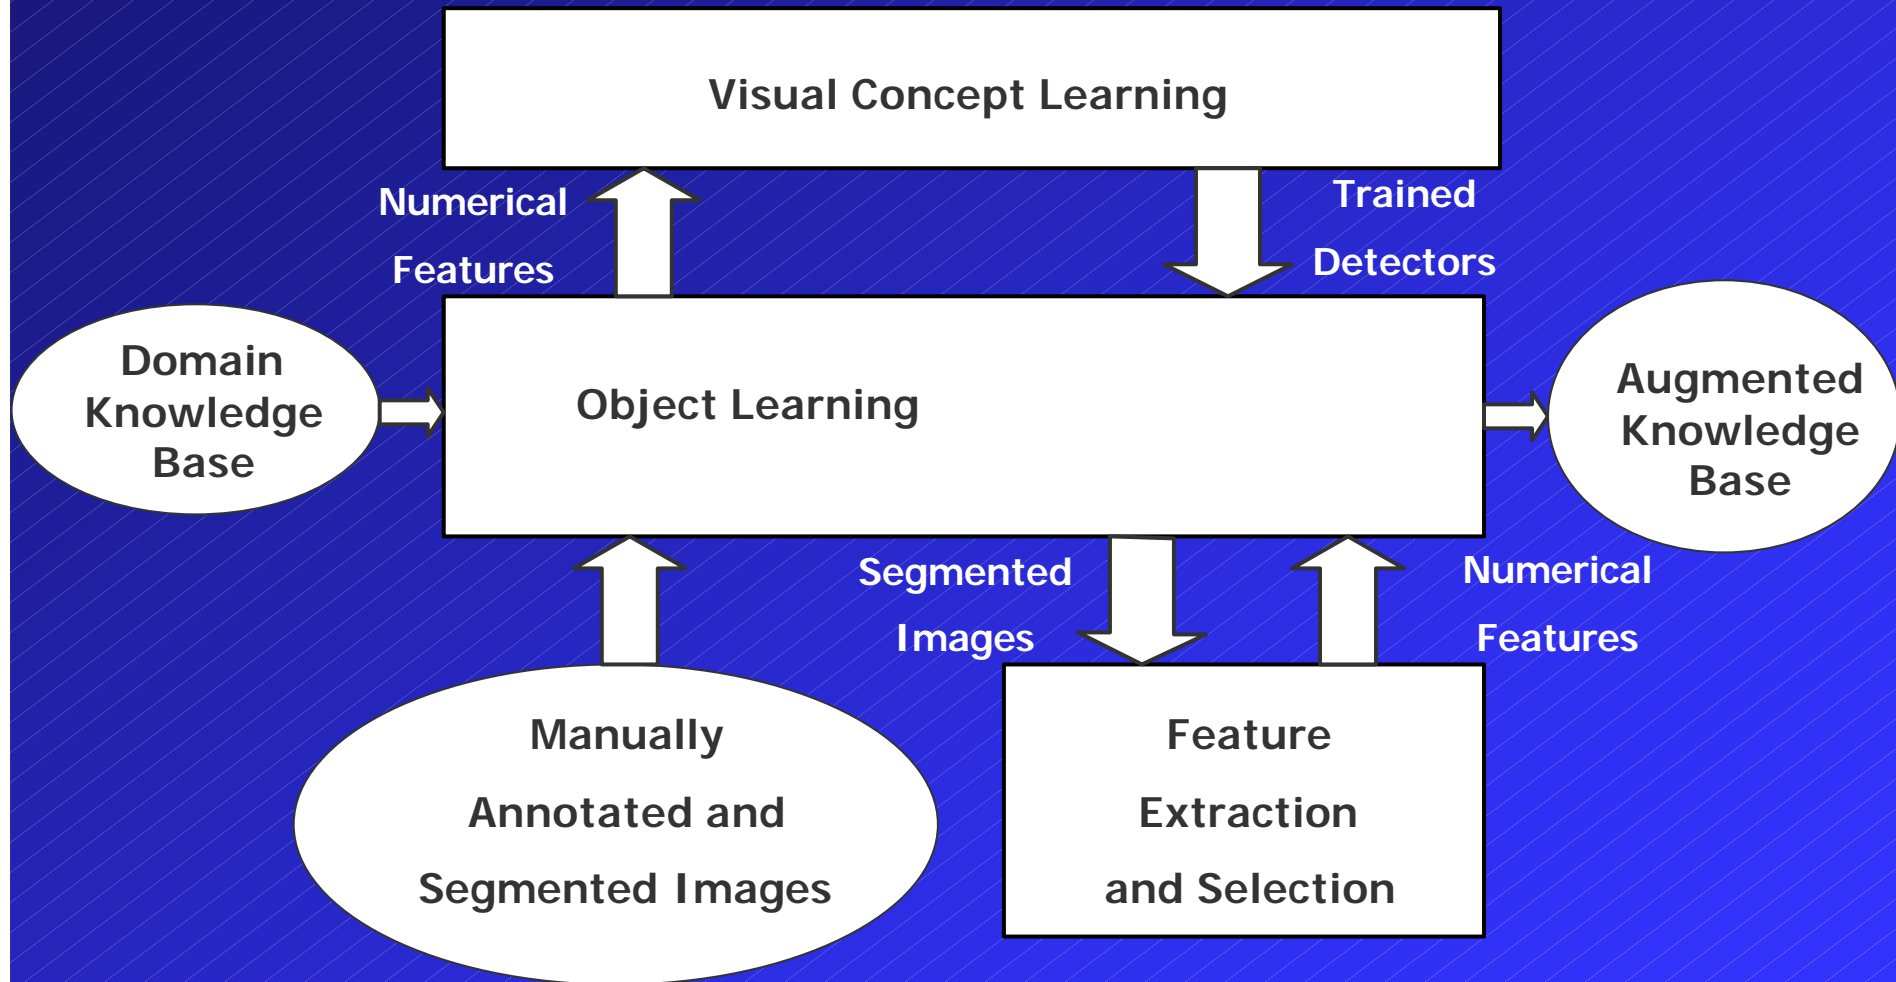 Visual Concept Learning
Numerical
Features
Trained
Detectors
Domain
Knowledge
Base
Object Learning
Augmented
Knowledge
Base
Segmented
Images
Numerical
Features
Manually
Annotated and
Segmented Images
Feature
Extraction
and Selection